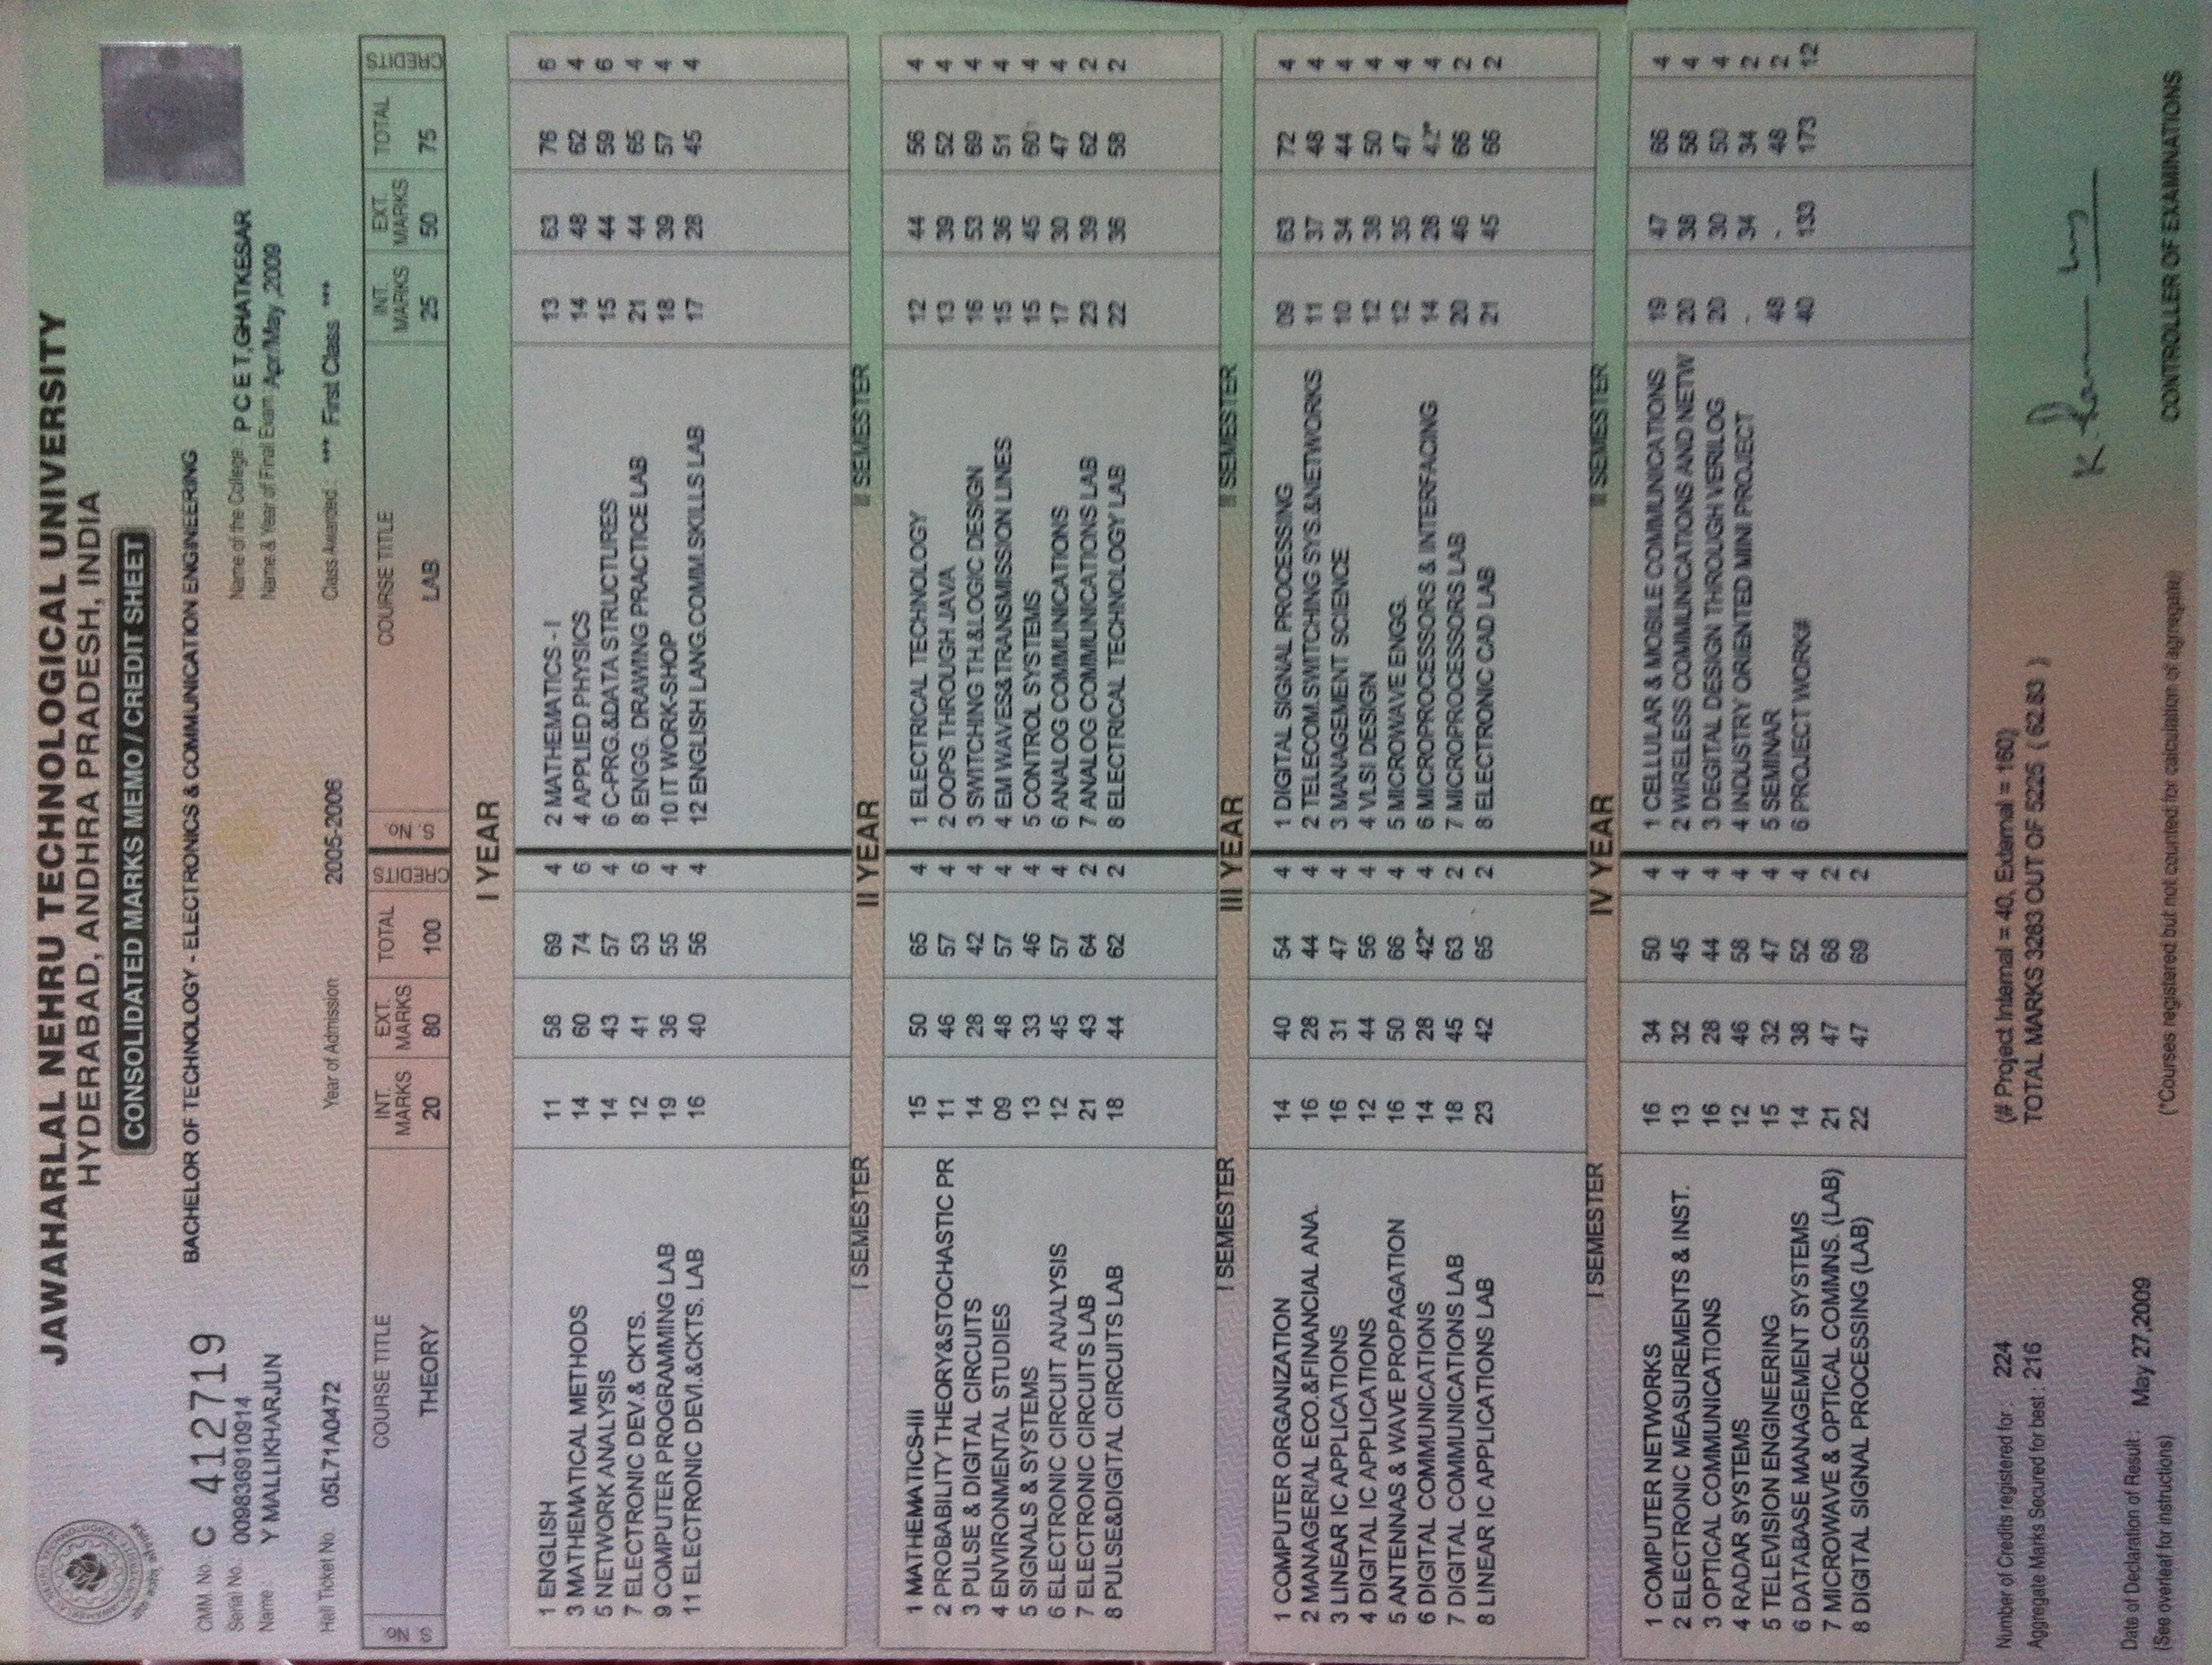 JAWAHARLAL NEHRU TECHNOLOGICAL UNIVERSITY
HYDERABAD, ANDHRA PRADESH, INDIA
CONSOLIDATED MARKS MEMO / CREDIT SHEET
BACHELOR OF TECHNOLOGY - ELECTRONICS & COMMUNICATION ENGINEERING
CMM. No.: C 412719
Serial No.: 009836910914 Name of the College: P C E T, GHATKESAR
Name: Y MALLIKHARJUN Name & Year of Final Exam: Apr/May ,2009
Hall Ticket No. 05L71A0472 Year of Admission 2005-2006 Class Awarded : *** First Class ***
S. No. COURSE TITLE INT. MARKS EXT. MARKS TOTAL CREDITS S. No. COURSE TITLE INT. MARKS EXT. MARKS TOTAL CREDITS
THEORY 20 80 100 LAB 25 50 75
I YEAR
1 ENGLISH 11 58 69 4 2 MATHEMATICS - I 13 63 76 6
3 MATHEMATICAL METHODS 14 60 74 6 4 APPLIED PHYSICS 14 48 62 4
5 NETWORK ANALYSIS 14 43 57 4 6 C-PRG.&DATA STRUCTURES 15 44 59 6
7 ELECTRONIC DEV.& CKTS. 12 41 53 6 8 ENGG. DRAWING PRACTICE LAB 21 44 65 4
9 COMPUTER PROGRAMMING LAB 19 36 55 4 10 IT WORK-SHOP 18 39 57 4
11 ELECTRONIC DEVI.&CKTS. LAB 16 40 56 4 12 ENGLISH LANG.COMM.SKILLS LAB 17 28 45 4
I SEMESTER II YEAR II SEMESTER
1 MATHEMATICS-III 15 50 65 4 1 ELECTRICAL TECHNOLOGY 12 44 56 4
2 PROBABILITY THEORY&STOCHASTIC PR 11 46 57 4 2 OOPS THROUGH JAVA 13 39 52 4
3 PULSE & DIGITAL CIRCUITS 14 28 42 4 3 SWITCHING TH.&LOGIC DESIGN 16 53 69 4
4 ENVIRONMENTAL STUDIES 09 48 57 4 4 EM WAVES&TRANSMISSION LINES 15 36 51 4
5 SIGNALS & SYSTEMS 13 33 46 4 5 CONTROL SYSTEMS 15 45 60 4
6 ELECTRONIC CIRCUIT ANALYSIS 12 45 57 4 6 ANALOG COMMUNICATIONS 17 30 47 4
7 ELECTRONIC CIRCUITS LAB 21 43 64 2 7 ANALOG COMMUNICATIONS LAB 23 39 62 2
8 PULSE&DIGITAL CIRCUITS LAB 18 44 62 2 8 ELECTRICAL TECHNOLOGY LAB 22 36 58 2
I SEMESTER III YEAR II SEMESTER
1 COMPUTER ORGANIZATION 14 40 54 4 1 DIGITAL SIGNAL PROCESSING 09 63 72 4
2 MANAGERIAL ECO.&FINANCIAL ANA. 16 28 44 4 2 TELECOM.SWITCHING SYS.&NETWORKS 11 37 48 4
3 LINEAR IC APPLICATIONS 16 31 47 4 3 MANAGEMENT SCIENCE 10 34 44 4
4 DIGITAL IC APPLICATIONS 12 44 56 4 4 VLSI DESIGN 12 38 50 4
5 ANTENNAS & WAVE PROPAGATION 16 50 66 4 5 MICROWAVE ENGG. 12 35 47 4
6 DIGITAL COMMUNICATIONS 14 28 42* 4 6 MICROPROCESSORS & INTERFACING 14 28 42* 4
7 DIGITAL COMMUNICATIONS LAB 18 45 63 2 7 MICROPROCESSORS LAB 20 46 66 2
8 LINEAR IC APPLICATIONS LAB 23 42 65 2 8 ELECTRONIC CAD LAB 21 45 66 2
I SEMESTER IV YEAR II SEMESTER
1 COMPUTER NETWORKS 16 34 50 4 1 CELLULAR & MOBILE COMMUNICATIONS 19 47 66 4
2 ELECTRONIC MEASUREMENTS & INST. 13 32 45 4 2 WIRELESS COMMUNICATIONS AND NETW 20 38 58 4
3 OPTICAL COMMUNICATIONS 16 28 44 4 3 DEGITAL DESIGN THROUGH VERILOG 20 30 50 4
4 RADAR SYSTEMS 12 46 58 4 4 INDUSTRY ORIENTED MINI PROJECT - 34 34 2
5 TELEVISION ENGINEERING 15 32 47 4 5 SEMINAR 48 - 48 2
6 DATABASE MANAGEMENT SYSTEMS 14 38 52 4 6 PROJECT WORK# 40 133 173 12
7 MICROWAVE & OPTICAL COMMNS. (LAB) 21 47 68 2
8 DIGITAL SIGNAL PROCESSING (LAB) 22 47 69 2
Number of Credits registered for : 224 (# Project Internal = 40, External = 160)
Aggregate Marks Secured for best : 216 TOTAL MARKS 3283 OUT OF 5225 ( 62.83 )
Date of Declaration of Result : May 27,2009
(See overleaf for instructions) (*Courses registered but not counted for calculation of agrregate) CONTROLLER OF EXAMINATIONS